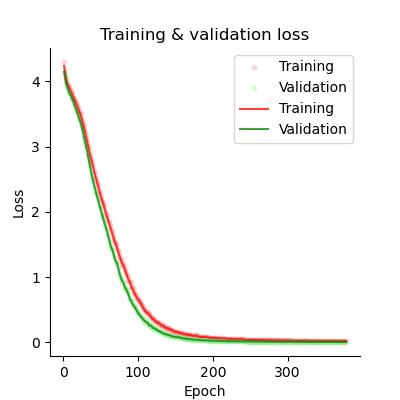 Training & validation loss
Training
Validation
Training
Validation
4
3
2
1
0
Loss
0 100 200 300
Epoch